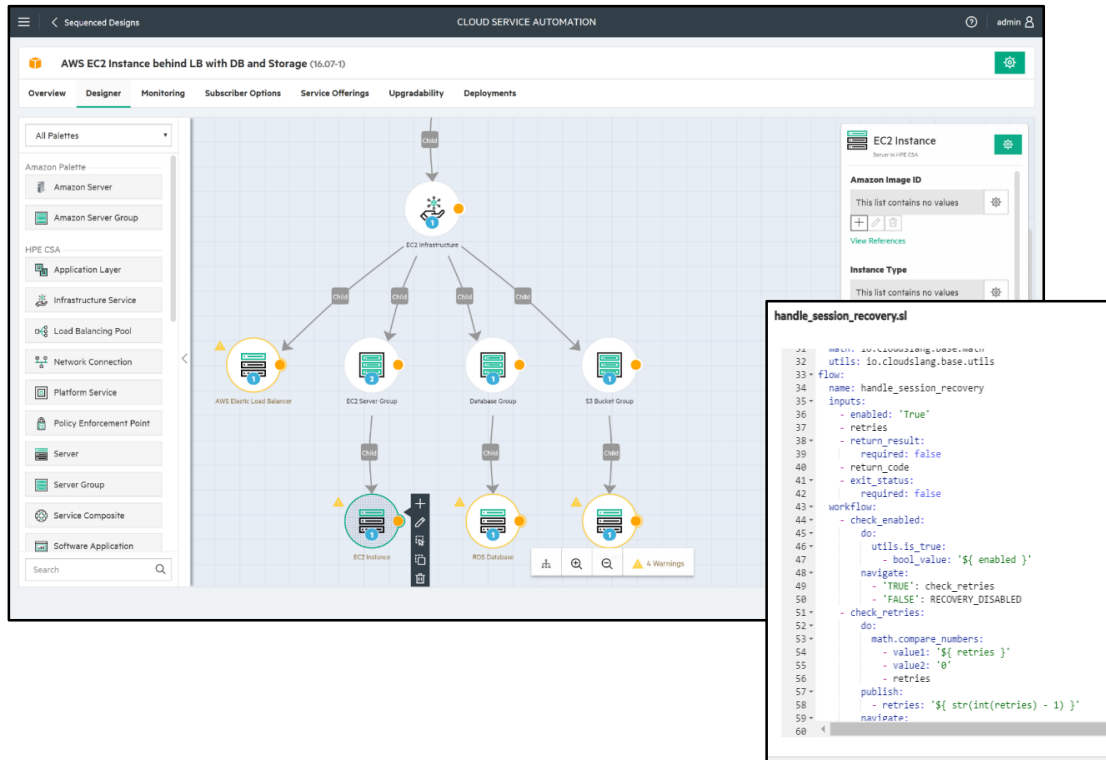 Sequenced Designs
CLOUD SERVICE AUTOMATION
admin
AWS EC2 Instance behind LB with DB and Storage (16.07-1)
Overview Designer Monitoring Subscriber Options Service Offerings Upgradability Deployments
All Palettes
Amazon Palette
Amazon Server
Amazon Server Group
HPE CSA
Application Layer
Infrastructure Service
Load Balancing Pool
Network Connection
Platform Service
Policy Enforcement Point
Server
Server Group
Service Composite
Software Application
Search
Child
1
EC2 Infrastructure
Child Child Child Child
1 2 1 1
AWS Elastic Load Balancer EC2 Server Group Database Group S3 Bucket Group
Child Child Child
1 1 1
EC2 Instance RDS Database
4 Warnings
EC2 Instance
Server in HPE CSA
Amazon Image ID
This list contains no values
View References
Instance Type
This list contains no values
handle_session_recovery.sl
32 utils: io.cloudslang.base.utils
33 flow:
34 name: handle_session_recovery
35 inputs:
36 - enabled: 'True'
37 - retries
38 - return_result:
39 required: false
40 - return_code
41 - exit_status:
42 required: false
43 workflow:
44 - check_enabled:
45 do:
46 utils.is_true:
47 - bool_value: '${ enabled }'
48 navigate:
49 - 'TRUE': check_retries
50 - 'FALSE': RECOVERY_DISABLED
51 - check_retries:
52 do:
53 math.compare_numbers:
54 - value1: '${ retries }'
55 - value2: '0'
56 - retries
57 publish:
58 - retries: '${ str(int(retries) - 1) }'
59 navigate:
60